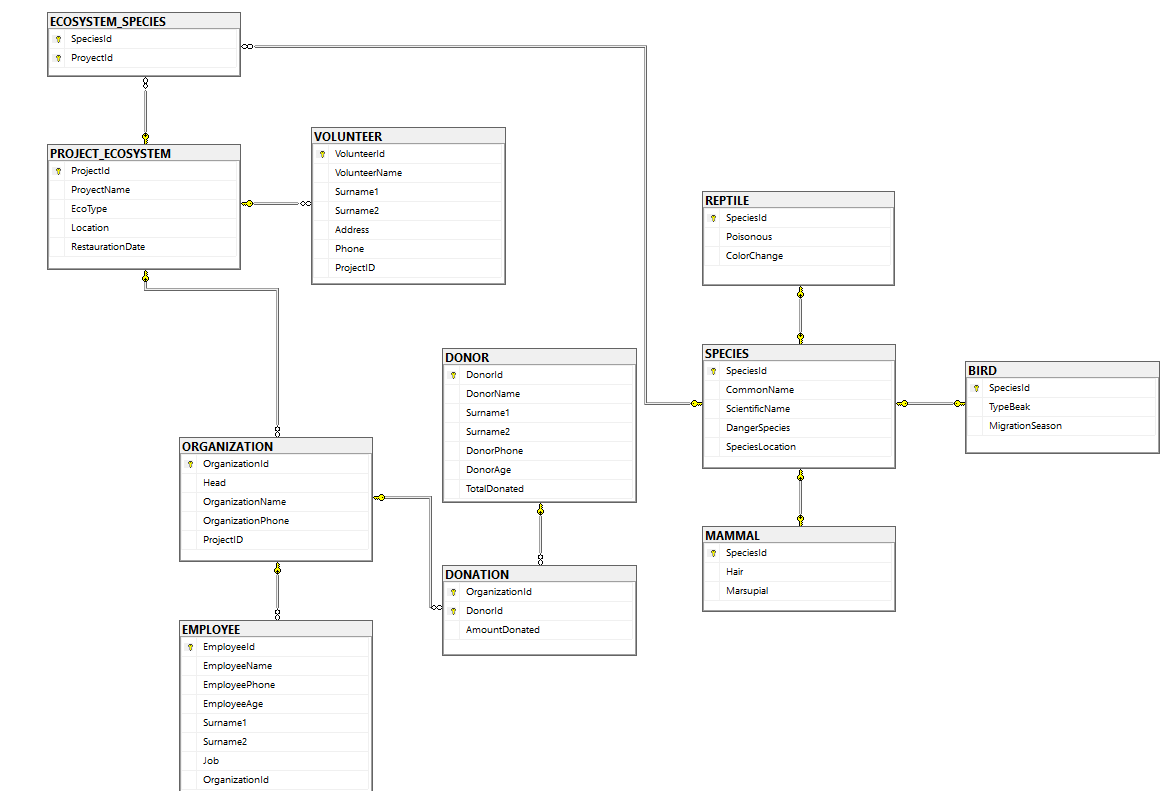 ECOSYSTEM_SPECIES
SpeciesId
ProyectId
PROJECT_ECOSYSTEM
ProjectId
ProyectName
EcoType
Location
RestaurationDate
VOLUNTEER
VolunteerId
VolunteerName
Surname1
Surname2
Address
Phone
ProjectID
REPTILE
SpeciesId
Poisonous
ColorChange
DONOR
DonorId
DonorName
Surname1
Surname2
DonorPhone
DonorAge
TotalDonated
SPECIES
SpeciesId
CommonName
ScientificName
DangerSpecies
SpeciesLocation
BIRD
SpeciesId
TypeBeak
MigrationSeason
ORGANIZATION
OrganizationId
Head
OrganizationName
OrganizationPhone
ProjectID
DONATION
OrganizationId
DonorId
AmountDonated
MAMMAL
SpeciesId
Hair
Marsupial
EMPLOYEE
EmployeeId
EmployeeName
EmployeePhone
EmployeeAge
Surname1
Surname2
Job
OrganizationId